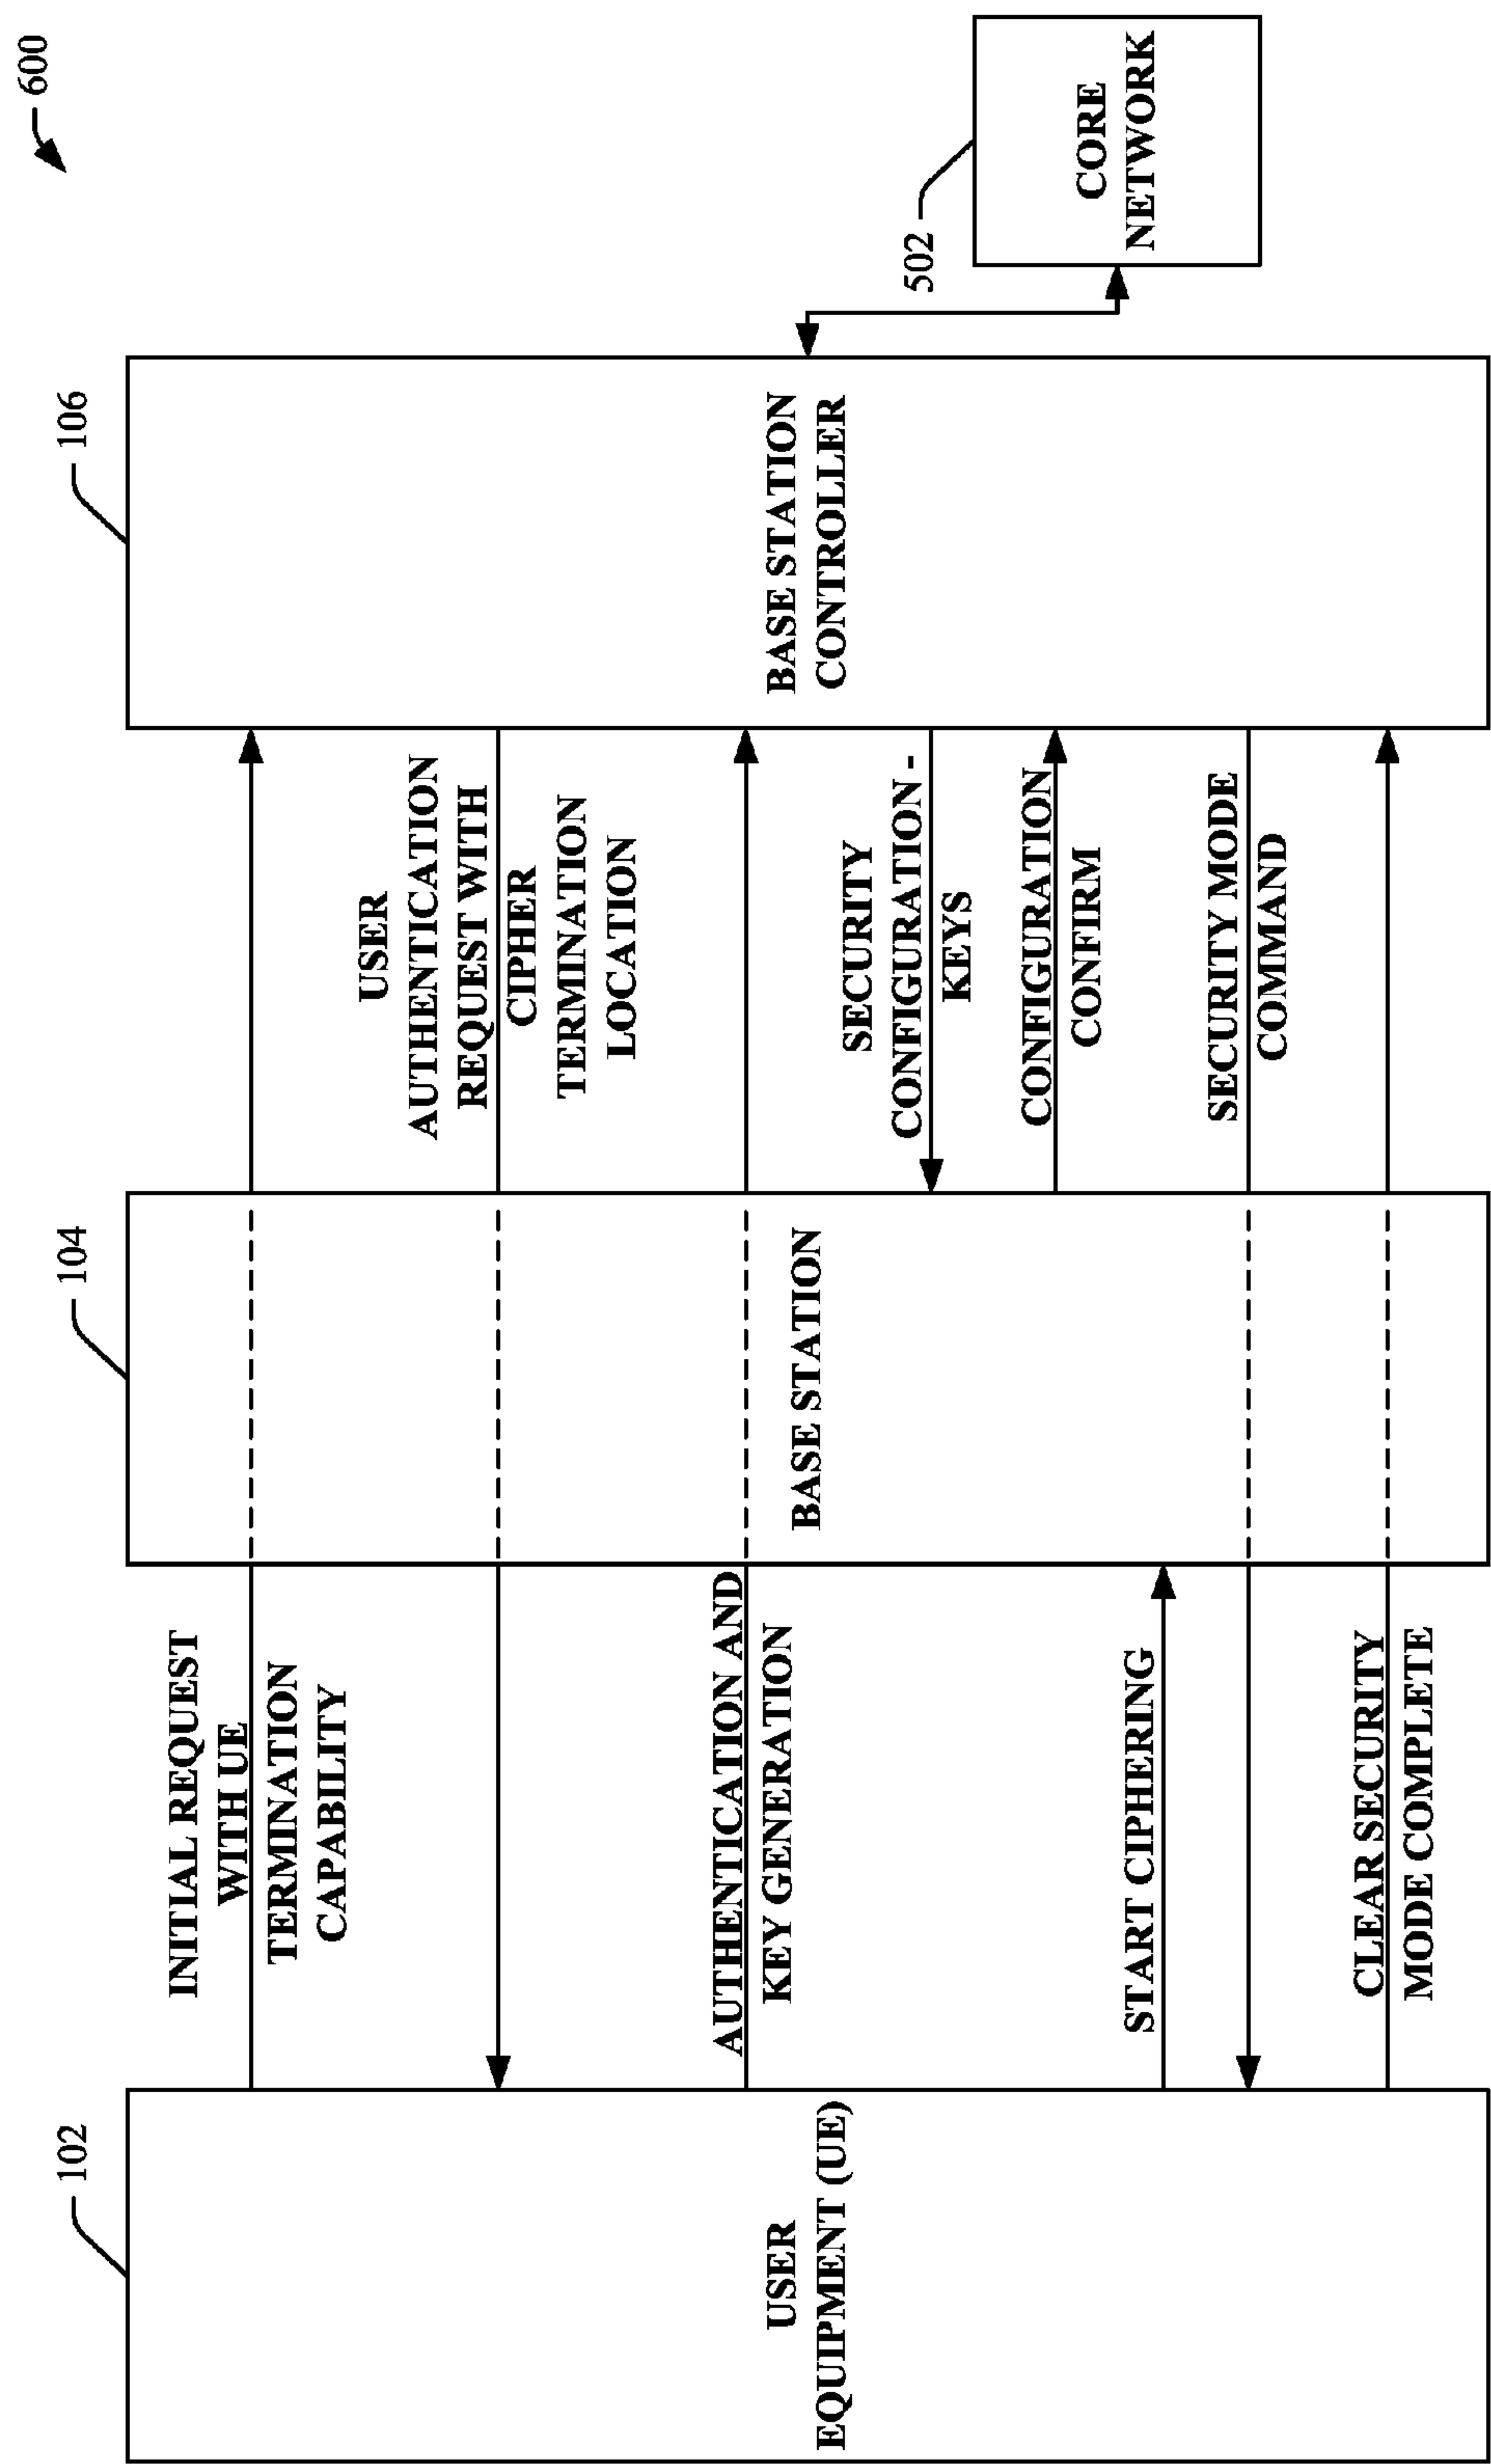 600
102
104
106
502
USER
EQUIPMENT (UE)
BASE STATION
BASE STATION
CONTROLLER
CORE
NETWORK
INITIAL REQUEST
WITH UE
TERMINATION
CAPABILITY
USER
AUTHENTICATION
REQUEST WITH
CIPHER
TERMINATION
LOCATION
AUTHENTICATION AND
KEY GENERATION
SECURITY
CONFIGURATION -
KEYS
CONFIGURATION
CONFIRM
START CIPHERING
SECURITY MODE
COMMAND
CLEAR SECURITY
MODE COMPLETE